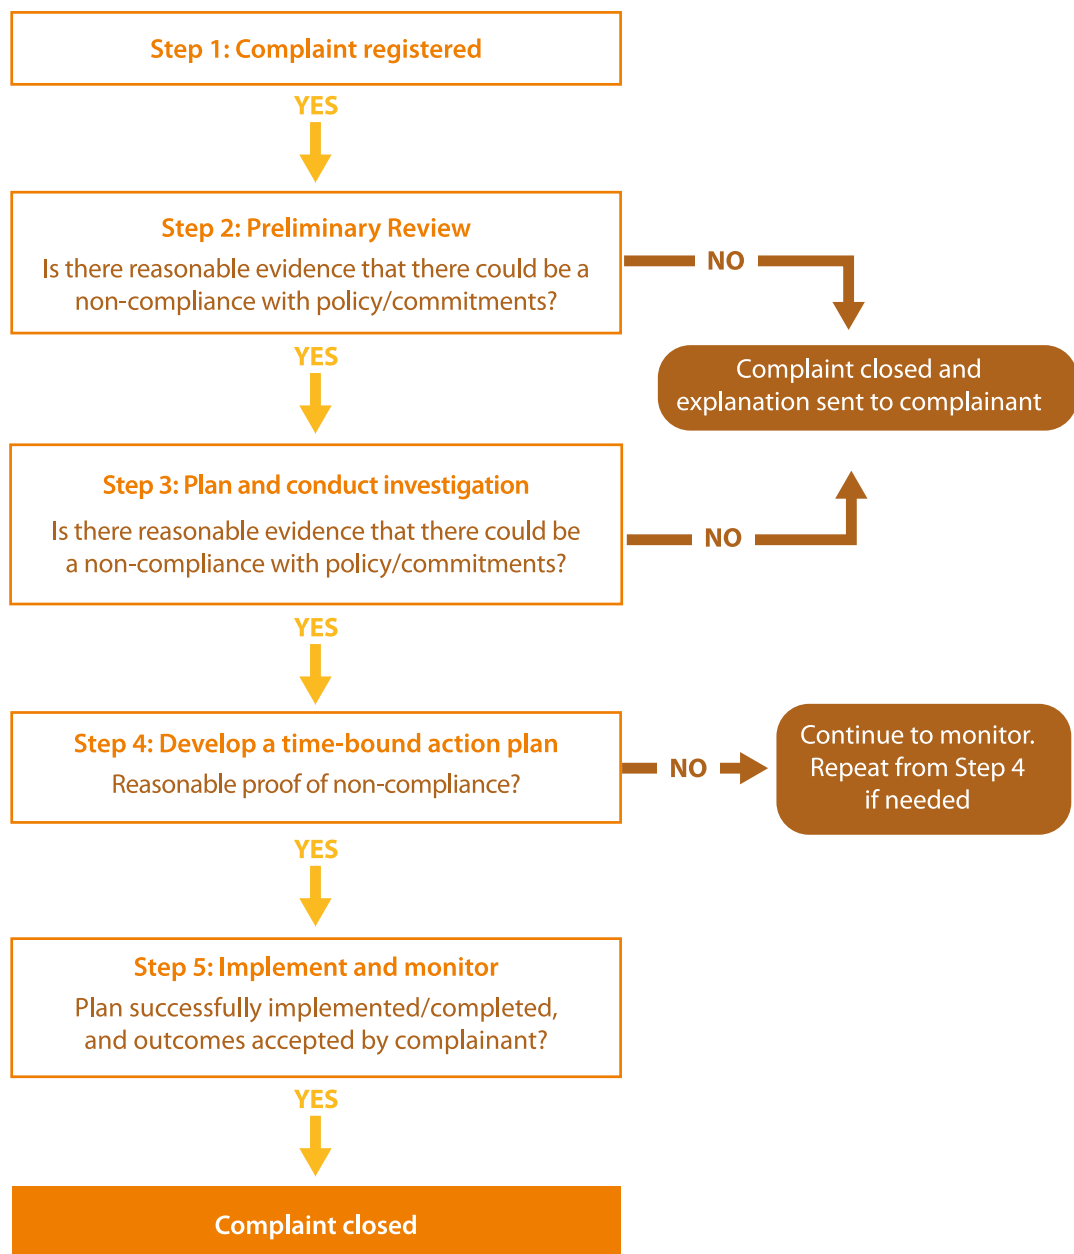 Step 1: Complaint registered
YES
Step 2: Preliminary Review
Is there reasonable evidence that there could be a
non-compliance with policy/commitments?
NO
Complaint closed and
explanation sent to complainant
YES
Step 3: Plan and conduct investigation
Is there reasonable evidence that there could be
a non-compliance with policy/commitments?
NO
YES
Step 4: Develop a time-bound action plan
Reasonable proof of non-compliance?
NO
Continue to monitor.
Repeat from Step 4
if needed
YES
Step 5: Implement and monitor
Plan successfully implemented/completed,
and outcomes accepted by complainant?
YES
Complaint closed